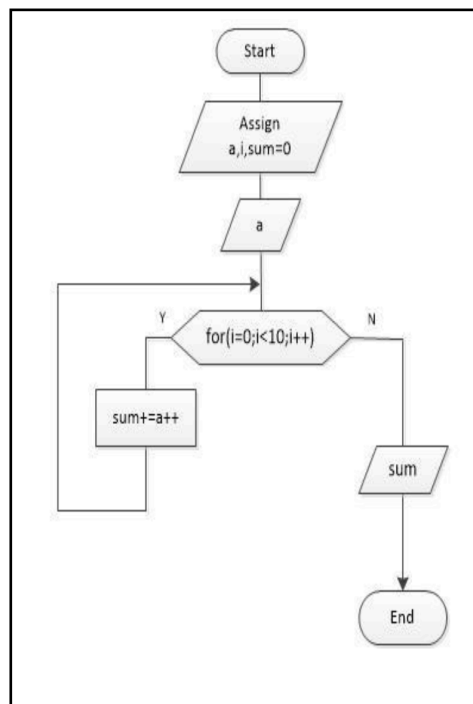 Start
Assign
a,i,sum=0
a
Y
N
for(i=0;i<10;i++)
sum+=a++
sum
End